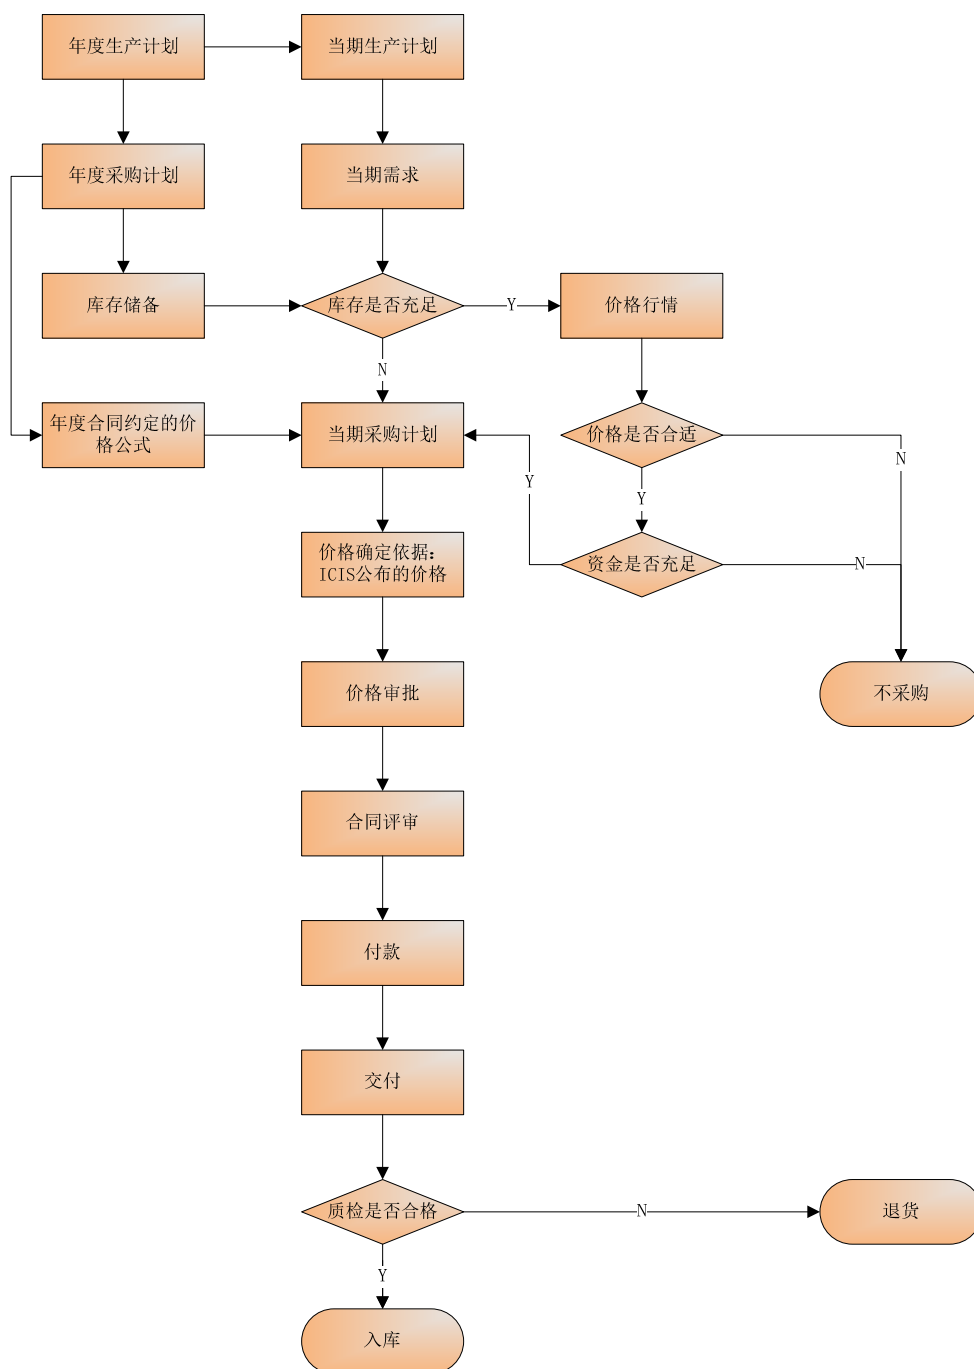 年度生产计划
当期生产计划
年度采购计划
当期需求
库存储备
库存是否充足
Y
价格行情
N
年度合同约定的价
格公式
当期采购计划
价格是否合适
N
Y
Y
价格确定依据：
ICIS公布的价格
资金是否充足
N
价格审批
不采购
合同评审
付款
交付
质检是否合格
N
退货
Y
入库